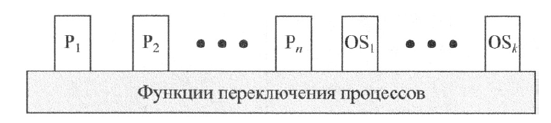 P1 P2 • • • Pn OS1 • • • OSk
Функции переключения процессов